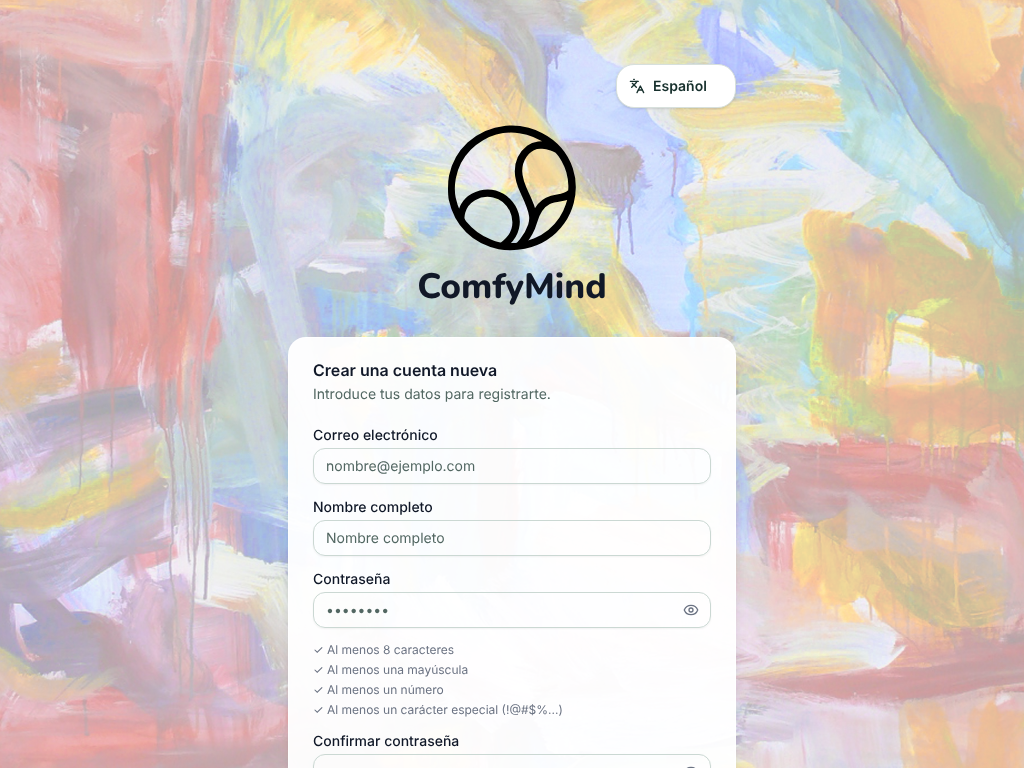 Español
ComfyMind
Crear una cuenta nueva
Introduce tus datos para registrarte.
Correo electrónico
nombre@ejemplo.com
Nombre completo
Nombre completo
Contraseña
••••••••
✓ Al menos 8 caracteres
✓ Al menos una mayúscula
✓ Al menos un número
✓ Al menos un carácter especial (!@#$%...)
Confirmar contraseña